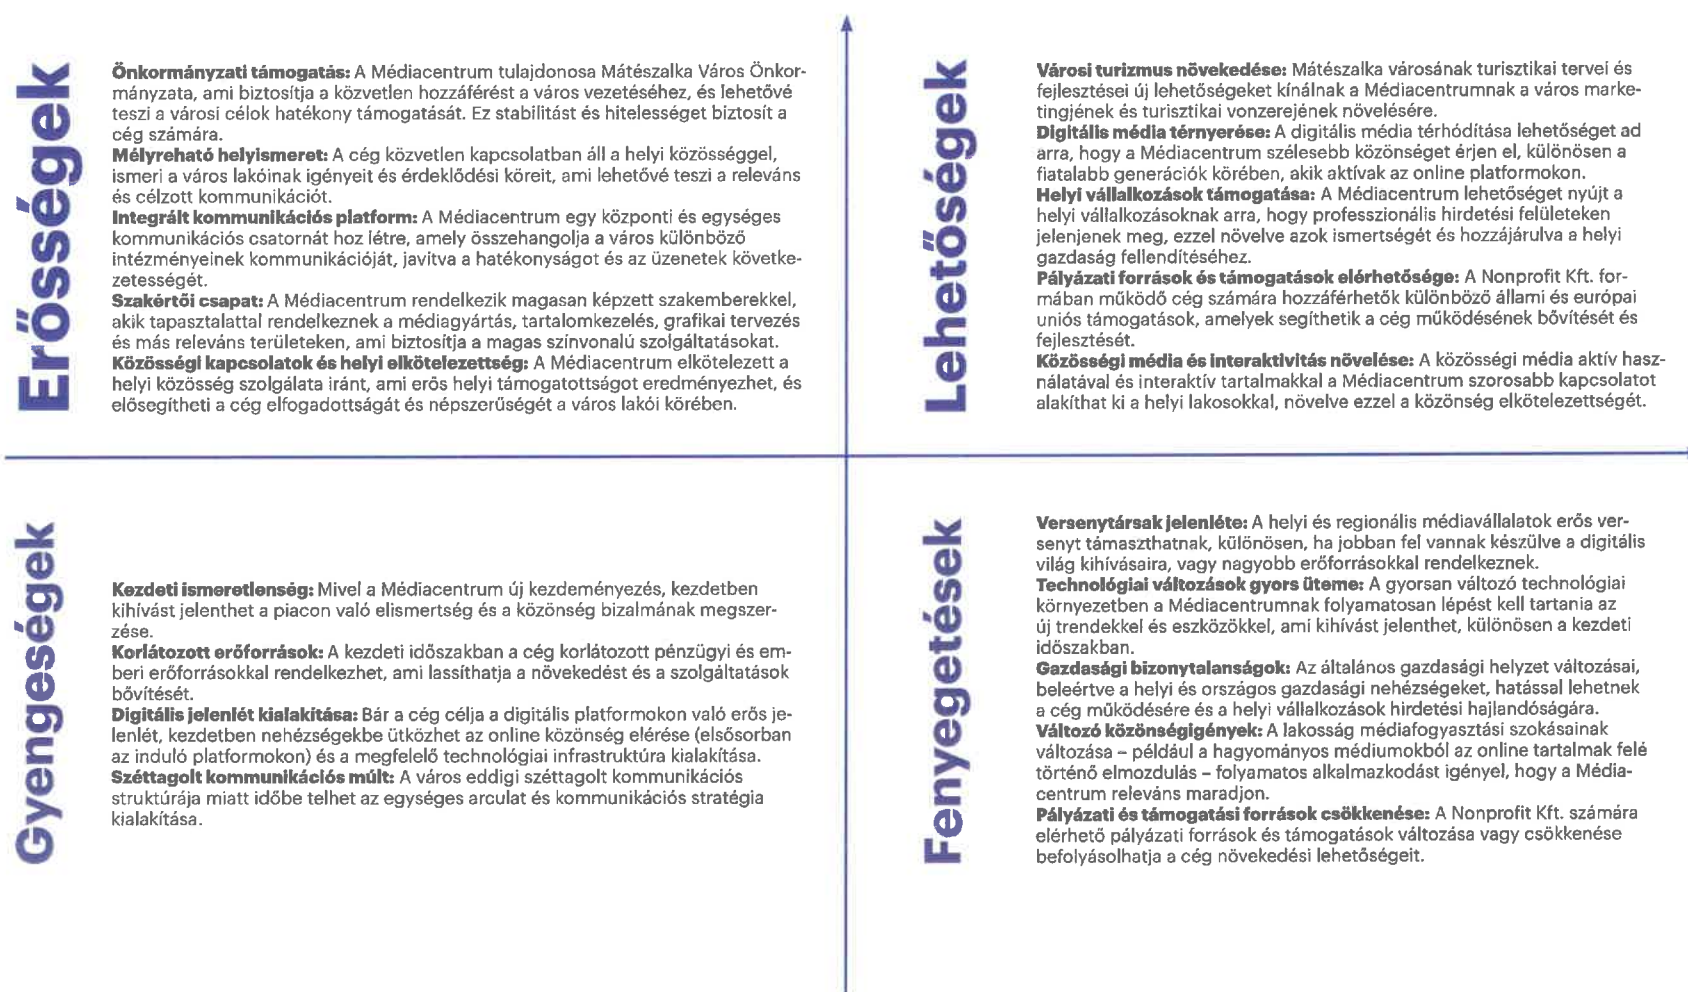 Erősségek
Önkormányzati támogatás: A Médiacentrum tulajdonosa Mátészalka Város Önkor-
mányzata, ami biztosítja a közvetlen hozzáférést a város vezetéséhez, és lehetővé
teszi a városi célok hatékony támogatását. Ez stabilitást és hitelességet biztosít a
cég számára.
Mélyreható helyismeret: A cég közvetlen kapcsolatban áll a helyi közösséggel,
ismeri a város lakóinak igényeit és érdeklődési köreit, ami lehetővé teszi a releváns
és célzott kommunikációt.
Integrált kommunikációs platform: A Médiacentrum egy központi és egységes
kommunikációs csatornát hoz létre, amely összehangolja a város különböző
intézményeinek kommunikációját, javítva a hatékonyságot és az üzenetek követke-
zetességét.
Szakértői csapat: A Médiacentrum rendelkezik magasan képzett szakemberekkel,
akik tapasztalattal rendelkeznek a médiagyártás, tartalomkezelés, grafikai tervezés
és más releváns területeken, ami biztosítja a magas színvonalú szolgáltatásokat.
Közösségi kapcsolatok és helyi elkötelezettség: A Médiacentrum elkötelezett a
helyi közösség szolgálata iránt, ami erős helyi támogatottságot eredményezhet, és
elősegítheti a cég elfogadottságát és népszerűségét a város lakói körében.
Lehetőségek
Városi turizmus növekedése: Mátészalka városának turisztikai tervei és
fejlesztései új lehetőségeket kínálnak a Médiacentrumnak a város marke-
tingjének és turisztikai vonzerejének növelésére.
Digitális média térnyerése: A digitális média térhódítása lehetőséget ad
arra, hogy a Médiacentrum szélesebb közönséget érjen el, különösen a
fiatalabb generációk körében, akik aktívak az online platformokon.
Helyi vállalkozások támogatása: A Médiacentrum lehetőséget nyújt a
helyi vállalkozásoknak arra, hogy professzionális hirdetési felületeken
jelenjenek meg, ezzel növelve azok ismertségét és hozzájárulva a helyi
gazdaság fellendítéséhez.
Pályázati források és támogatások elérhetősége: A Nonprofit Kft. for-
mában működő cég számára hozzáférhetők különböző állami és európai
uniós támogatások, amelyek segíthetik a cég működésének bővítését és
fejlesztését.
Közösségi média és interaktivitás növelése: A közösségi média aktív hasz-
nálatával és interaktív tartalmakkal a Médiacentrum szorosabb kapcsolatot
alakíthat ki a helyi lakosokkal, növelve ezzel a közönség elkötelezettségét.
Gyengeségek
Kezdeti ismeretlenség: Mivel a Médiacentrum új kezdeményezés, kezdetben
kihívást jelenthet a piacon való elismertség és a közönség bizalmának megszer-
zése.
Korlátozott erőforrások: A kezdeti időszakban a cég korlátozott pénzügyi és em-
beri erőforrásokkal rendelkezhet, ami lassíthatja a növekedést és a szolgáltatások
bővítését.
Digitális jelenlét kialakítása: Bár a cég célja a digitális platformokon való erős je-
lenlét, kezdetben nehézségekbe ütközhet az online közönség elérése (elsősorban
az induló platformokon) és a megfelelő technológiai infrastruktúra kialakítása.
Széttagolt kommunikációs múlt: A város eddigi széttagolt kommunikációs
struktúrája miatt időbe telhet az egységes arculat és kommunikációs stratégia
kialakítása.
Fenyegetések
Versenytársak jelenléte: A helyi és regionális médiavállalatok erős ver-
senyt támaszthatnak, különösen, ha jobban fel vannak készülve a digitális
világ kihívásaira, vagy nagyobb erőforrásokkal rendelkeznek.
Technológiai változások gyors üteme: A gyorsan változó technológiai
környezetben a Médiacentrumnak folyamatosan lépést kell tartania az
új trendekkel és eszközökkel, ami kihívást jelenthet, különösen a kezdeti
időszakban.
Gazdasági bizonytalanságok: Az általános gazdasági helyzet változásai,
beleértve a helyi és országos gazdasági nehézségeket, hatással lehetnek
a cég működésére és a helyi vállalkozások hirdetési hajlandóságára.
Változó közönségigények: A lakosság médiafogyasztási szokásainak
változása – például a hagyományos médiumokból az online tartalmak felé
történő elmozdulás – folyamatos alkalmazkodást igényel, hogy a Média-
centrum releváns maradjon.
Pályázati és támogatási források csökkenése: A Nonprofit Kft. számára
elérhető pályázati források és támogatások változása vagy csökkenése
befolyásolhatja a cég növekedési lehetőségeit.